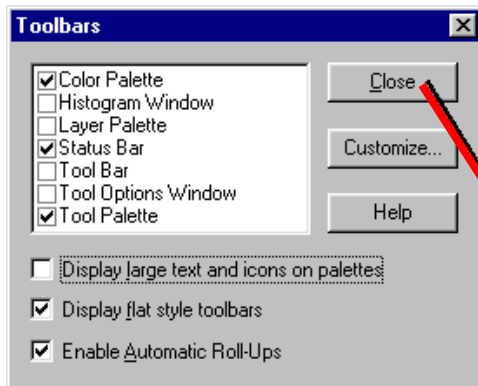 Toolbars
Color Palette
Histogram Window
Layer Palette
Status Bar
Tool Bar
Tool Options Window
Tool Palette
Close
Customize...
Help
Display large text and icons on palettes
Display flat style toolbars
Enable Automatic Roll-Ups